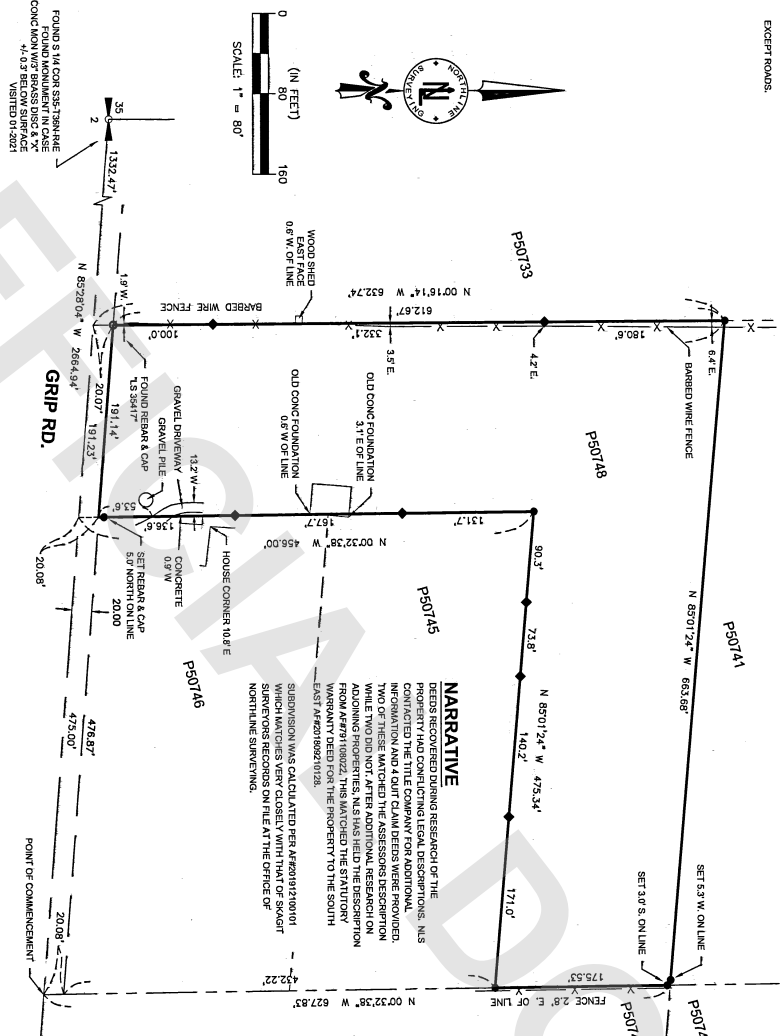 EXCEPT ROADS.
NORTHLINE
SURVEYING
(IN FEET)
0
80
160
SCALE: 1" = 80'
FOUND S 1/4 COR S35-T36N-R4E
FOUND MONUMENT IN CASE
CONC MON W/3" BRASS DISC & "X"
+/- 0.3' BELOW SURFACE
VISITED 01-2021
35
2
1332.47'
N 85'28'04" W 2664.94'
GRIP RD.
1.9' W.
BARBED WIRE FENCE
100.0'
WOOD SHED
EAST FACE
0.6' W. OF LINE
N 00'16'14" W 632.74'
612.67'
332.1'
3.5' E.
P50733
4.2' E.
180.6'
6.4' E.
BARBED WIRE FENCE
P50748
P50741
N 85'01'24" W 663.68'
FOUND REBAR & CAP
"LS 35417"
191.14'
20.07'
191.23'
GRAVEL DRIVEWAY
GRAVEL PILE
13.2' W
OLD CONC FOUNDATION
0.6' W OF LINE
OLD CONC FOUNDATION
3.1' E OF LINE
53.6'
136.6'
167.7'
131.7'
N 00'32'38" W 456.00'
20.08'
SET REBAR & CAP
5.0' NORTH ON LINE
CONCRETE
0.9' W
HOUSE CORNER 10.8' E
20.00
P50746
P50745
90.3'
73.8'
N 85'01'24" W 475.34'
140.2'
171.0'
NARRATIVE
DEEDS RECOVERED DURING RESEARCH OF THE
PROPERTY HAD CONFLICTING LEGAL DESCRIPTIONS. NLS
CONTACTED THE TITLE COMPANY FOR ADDITIONAL
INFORMATION AND 4 QUIT CLAIM DEEDS WERE PROVIDED.
TWO OF THESE MATCHED THE ASSESSORS DESCRIPTION
WHILE TWO DID NOT. AFTER ADDITIONAL RESEARCH ON
ADJOINING PROPERTIES, NLS HAS HELD THE DESCRIPTION
FROM AF#7911080022. THIS MATCHED THE STATUTORY
WARRANTY DEED FOR THE PROPERTY TO THE SOUTH
EAST AF#201809210128.
SUBDIVISION WAS CALCULATED PER AF#201912100101
WHICH MATCHES VERY CLOSELY WITH THAT OF SKAGIT
SURVEYORS RECORDS ON FILE AT THE OFFICE OF
NORTHLINE SURVEYING.
476.87'
475.00'
SET 5.3' W. ON LINE
SET 3.0' S. ON LINE
175.53'
FENCE 2.8' E. OF LINE
N 00'32'38" W 627.83'
432.22'
20.08'
POINT OF COMMENCEMENT